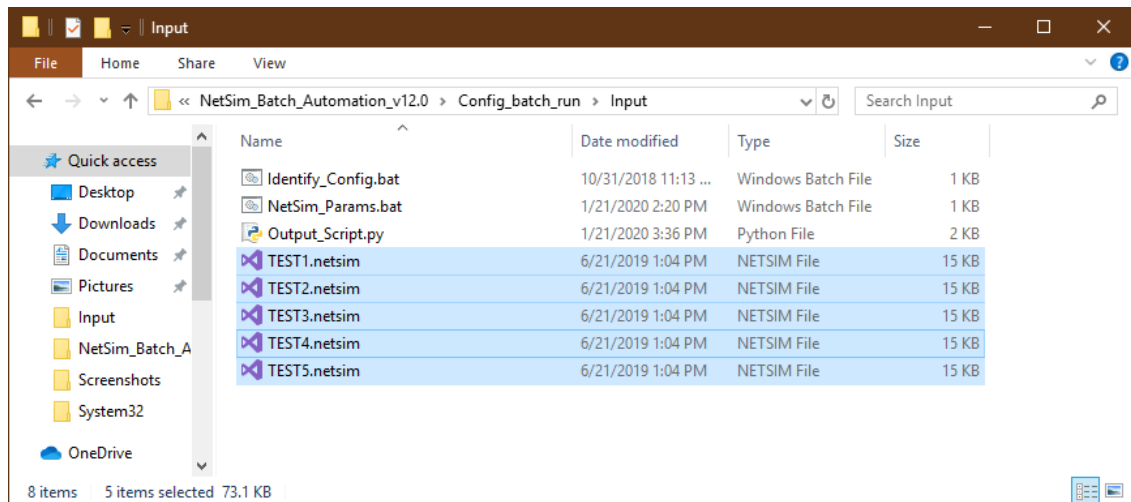 Input
File Home Share View
« NetSim_Batch_Automation_v12.0 > Config_batch_run > Input Search Input
Name Date modified Type Size
Quick access
Desktop
Downloads
Documents
Pictures
Input
NetSim_Batch_A
Screenshots
System32
OneDrive
Identify_Config.bat 10/31/2018 11:13 ... Windows Batch File 1 KB
NetSim_Params.bat 1/21/2020 2:20 PM Windows Batch File 1 KB
Output_Script.py 1/21/2020 3:36 PM Python File 2 KB
TEST1.netsim 6/21/2019 1:04 PM NETSIM File 15 KB
TEST2.netsim 6/21/2019 1:04 PM NETSIM File 15 KB
TEST3.netsim 6/21/2019 1:04 PM NETSIM File 15 KB
TEST4.netsim 6/21/2019 1:04 PM NETSIM File 15 KB
TEST5.netsim 6/21/2019 1:04 PM NETSIM File 15 KB
8 items 5 items selected 73.1 KB